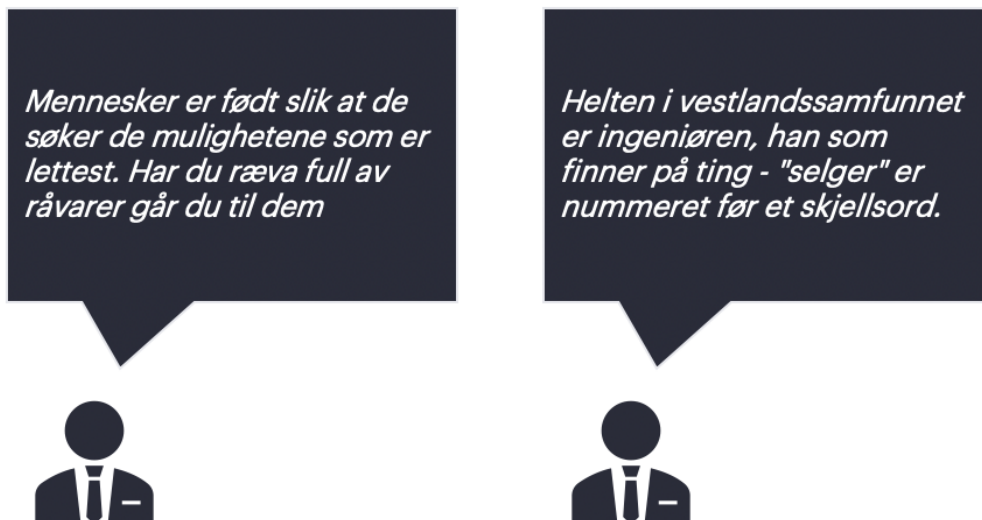 Mennesker er født slik at de
søker de mulighetene som er
lettest. Har du ræva full av
råvarer går du til dem
Helten i vestlandssamfunnet
er ingeniøren, han som
finner på ting - "selger" er
nummeret før et skjellsord.